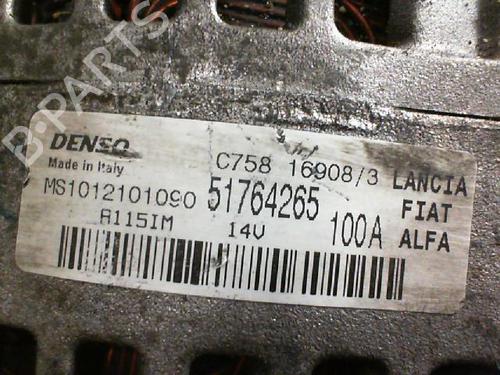 B-PARTS
DENSO
Made in Italy
C758 16908/3
LANCIA
MS1012101090
51764265
FIAT
A115IM
14V
100A
ALFA